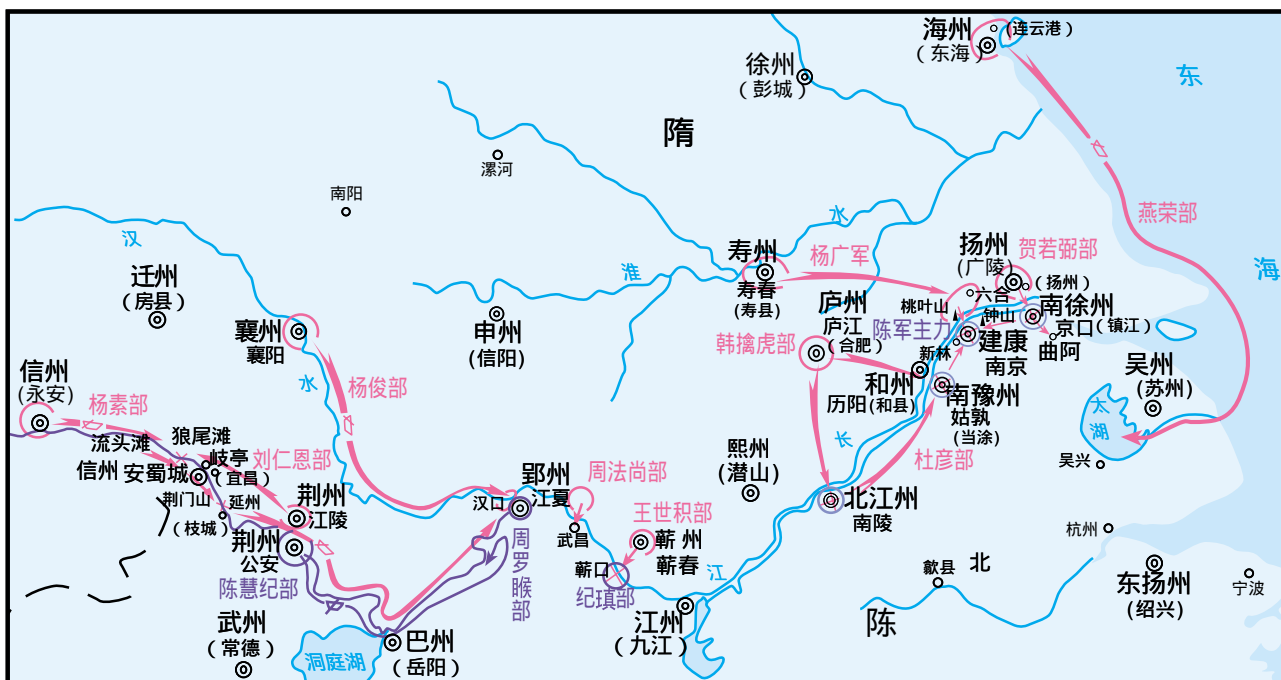 海州
（连云港）
（东海）
徐州
（彭城）
东
海
隋
漯河
南阳
燕荣部
汉
水
淮
水
迁州
（房县）
寿州
寿春
（寿县）
杨广军
扬州
（广陵）
贺若弼部
（扬州）
六合
桃叶山
钟山
南徐州
京口（镇江）
曲阿
庐州
庐江
（合肥）
陈军主力
韩擒虎部
新林
建康
南京
襄州
襄阳
申州
（信阳）
信州
（永安）
杨素部
杨俊部
和州
历阳（和县）
南豫州
姑孰
（当涂）
吴州
（苏州）
太
湖
吴兴
流头滩
狼尾滩
信州
安蜀城
岐亭
（宜昌）
刘仁恩部
荆门山
延州
（枝城）
荆州
江陵
荆州
公安
陈慧纪部
武州
（常德）
洞庭湖
巴州
（岳阳）
汉口
郢州
江夏
周罗睺部
周法尚部
武昌
王世积部
蕲州
蕲春
蕲口
纪瑱部
江
长
江州
（九江）
熙州
（潜山）
北江州
南陵
杜彦部
杭州
歙县
北
陈
东扬州
（绍兴）
宁波